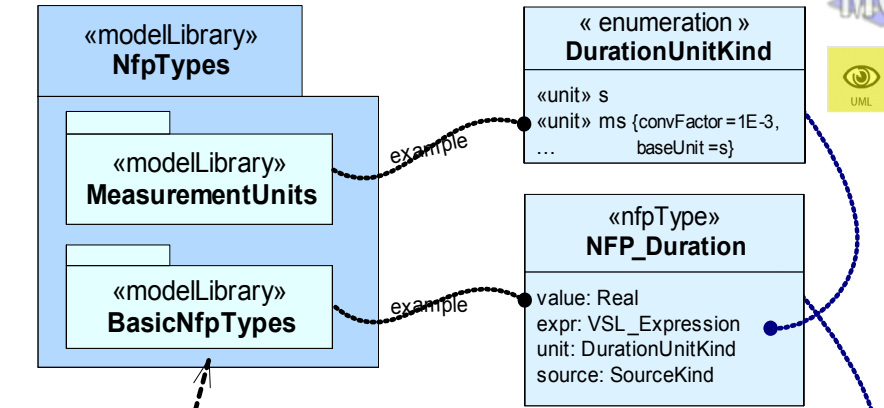 «modelLibrary»
NfpTypes
«modelLibrary»
MeasurementUnits
«modelLibrary»
BasicNfpTypes
example
example
« enumeration »
DurationUnitKind
«unit» s
«unit» ms {convFactor=1E-3,
… baseUnit=s}
«nfpType»
NFP_Duration
value: Real
expr: VSL_Expression
unit: DurationUnitKind
source: SourceKind
UML